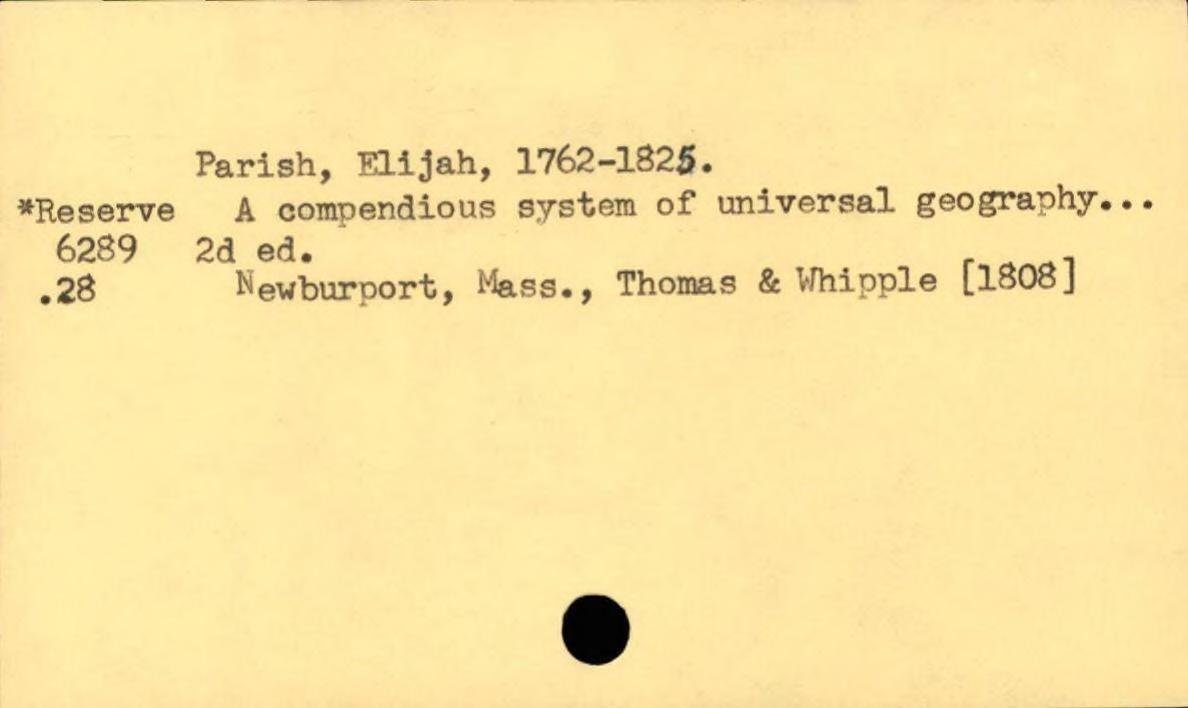 Parish, Elijah, 1762-1825.
*Reserve A compendious system of universal geography...
6289 2d ed.
.28 Newburport, Mass., Thomas & Whipple [1808]